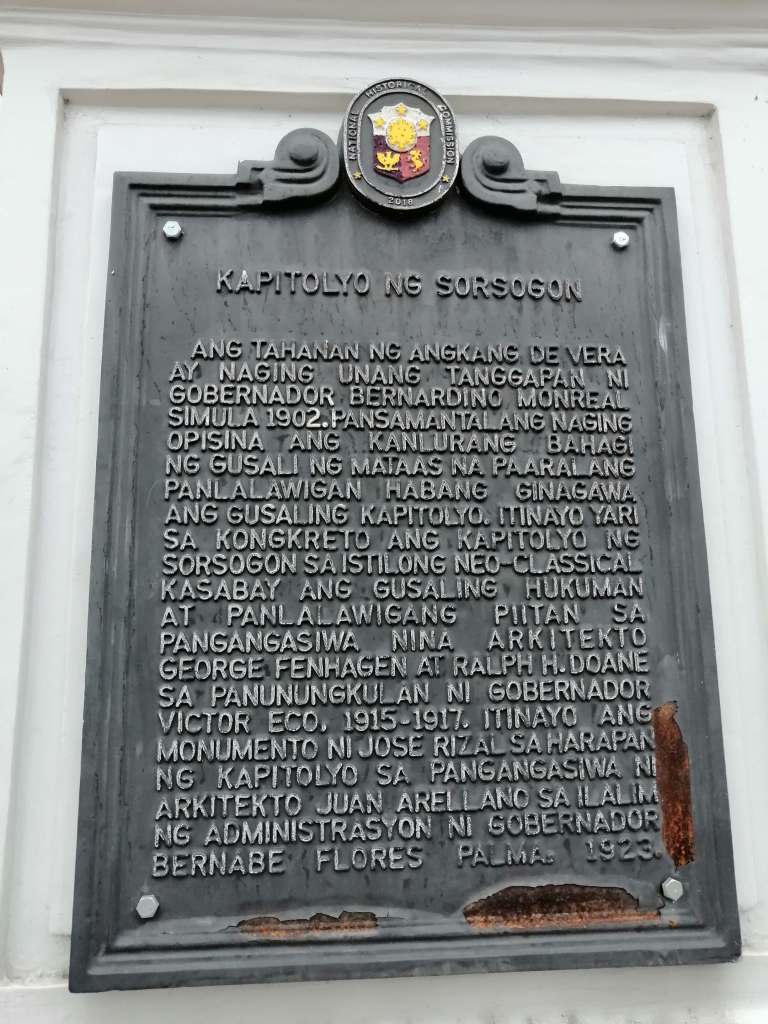 NATIONAL HISTORICAL COMMISSION
2018
KAPITOLYO NG SORSOGON
ANG TAHANAN NG ANGKANG DE VERA
AY NAGING UNANG TANGGAPAN NI
GOBERNADOR BERNARDINO MONREAL
SIMULA 1902. PANSAMANTALANG NAGING
OPISINA ANG KANLURANG BAHAGI
NG GUSALI NG MATAAS NA PAARALANG
PANLALAWIGAN HABANG GINAGAWA
ANG GUSALING KAPITOLYO. ITINAYO YARI
SA KONGKRETO ANG KAPITOLYO NG
SORSOGON SA ISTILONG NEO-CLASSICAL
KASABAY ANG GUSALING HUKUMAN
AT PANLALAWIGANG PIITAN SA
PANGANGASIWA NINA ARKITEKTO
GEORGE FENHAGEN AT RALPH H. DOANE
SA PANUNUNGKULAN NI GOBERNADOR
VICTOR ECO, 1915-1917. ITINAYO ANG
MONUMENTO NI JOSE RIZAL SA HARAPAN
NG KAPITOLYO SA PANGANGASIWA NI
ARKITEKTO JUAN ARELLANO SA ILALIM
NG ADMINISTRASYON NI GOBERNADOR
BERNABE FLORES PALMA. 1923.